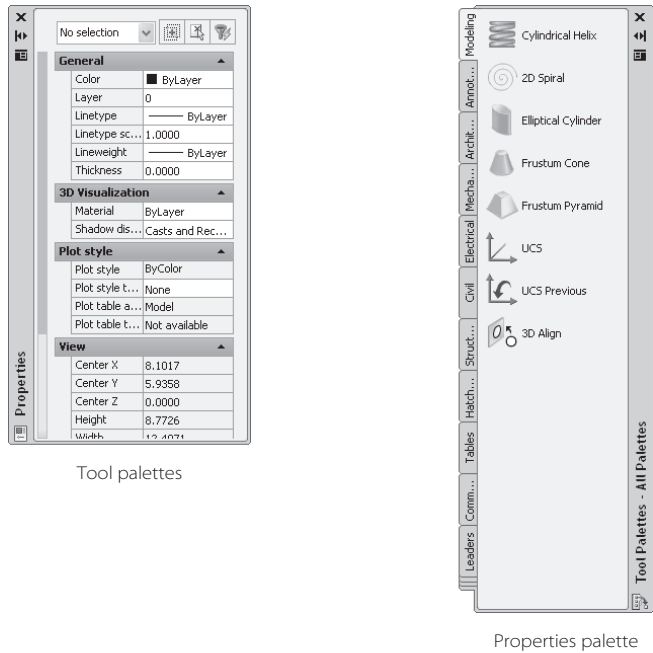 No selection
General
Color ByLayer
Layer 0
Linetype ByLayer
Linetype sc... 1.0000
Lineweight ByLayer
Thickness 0.0000
3D Visualization
Material ByLayer
Shadow dis... Casts and Rec...
Plot style
Plot style ByColor
Plot style t... None
Plot table a... Model
Plot table t... Not available
View
Center X 8.1017
Center Y 5.9358
Center Z 0.0000
Height 8.7726
Width 12.4071
Properties
Tool palettes
Modeling
Annot...
Archit...
Mecha...
Electrical
Civil
Struct...
Hatch...
Tables
Comm...
Leaders
Cylindrical Helix
2D Spiral
Elliptical Cylinder
Frustum Cone
Frustum Pyramid
UCS
UCS Previous
3D Align
Tool Palettes - All Palettes
Properties palette